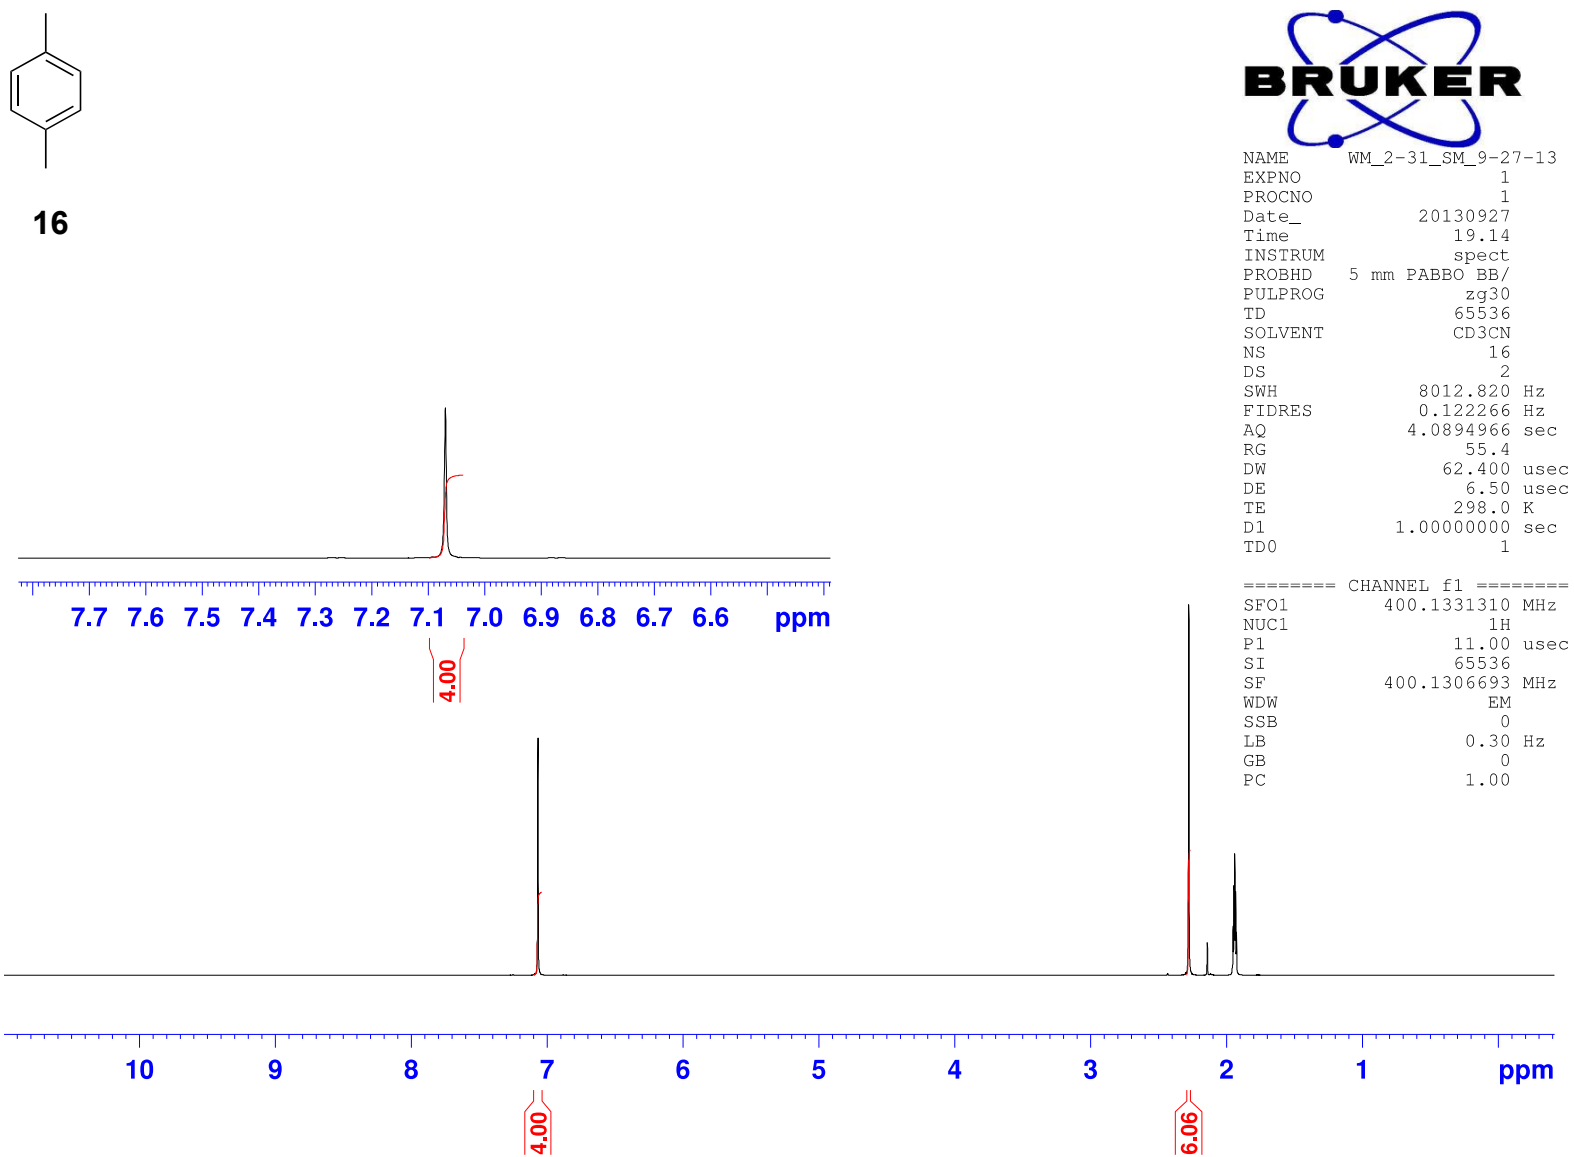 BRUKER
16
NAME WM_2-31_SM_9-27-13
EXPNO 1
PROCNO 1
Date_ 20130927
Time 19.14
INSTRUM spect
PROBHD 5 mm PABBO BB/
PULPROG zg30
TD 65536
SOLVENT CD3CN
NS 16
DS 2
SWH 8012.820 Hz
FIDRES 0.122266 Hz
AQ 4.0894966 sec
RG 55.4
DW 62.400 usec
DE 6.50 usec
TE 298.0 K
D1 1.00000000 sec
TD0 1
======== CHANNEL f1 ========
SFO1 400.1331310 MHz
NUC1 1H
P1 11.00 usec
SI 65536
SF 400.1306693 MHz
WDW EM
SSB 0
LB 0.30 Hz
GB 0
PC 1.00
7.7 7.6 7.5 7.4 7.3 7.2 7.1 7.0 6.9 6.8 6.7 6.6 ppm
4.00
10 9 8 7 6 5 4 3 2 1 ppm
4.00 6.06